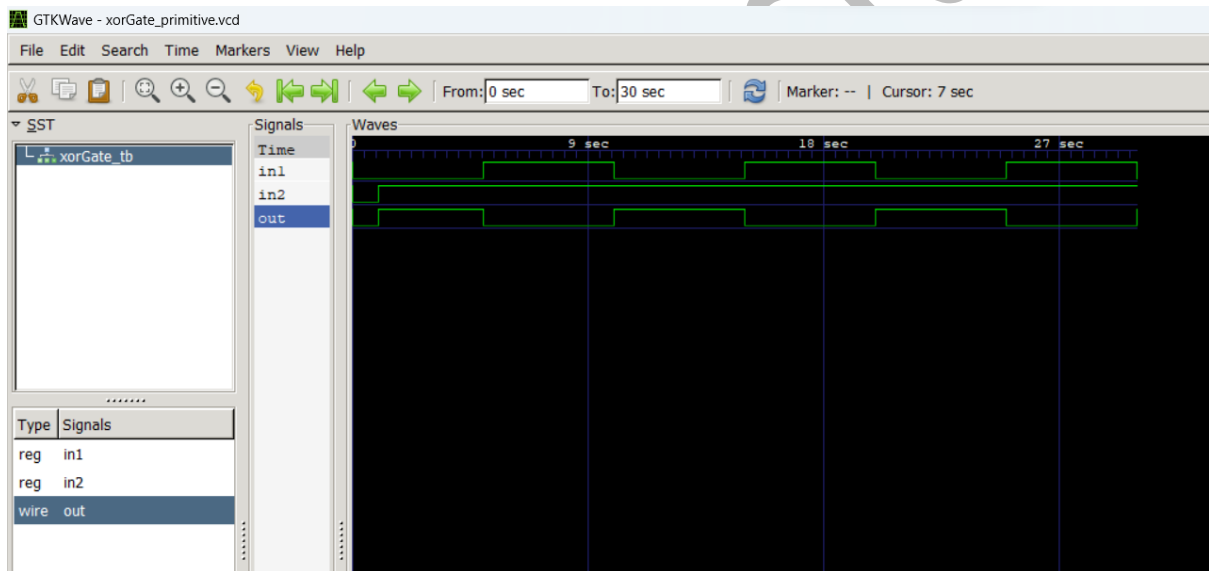 GTKWave - xorGate_primitive.vcd
File Edit Search Time Markers View Help
From: 0 sec To: 30 sec Marker: -- | Cursor: 7 sec
SST
xorGate_tb
Signals
Time
in1
in2
out
Waves
0 9 sec 18 sec 27 sec
Type Signals
reg in1
reg in2
wire out